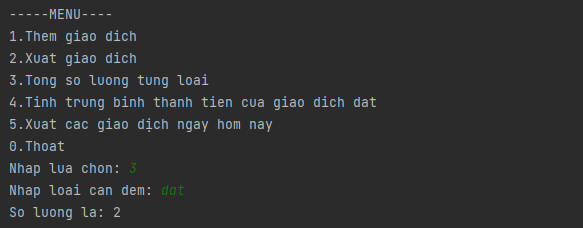 -----MENU----
1.Them giao dich
2.Xuat giao dich
3.Tong so luong tung loai
4.Tinh trung binh thanh tien cua giao dich dat
5.Xuat cac giao dịch ngay hom nay
0.Thoat
Nhap lua chon: 3
Nhap loai can dem: dat
So luong la: 2